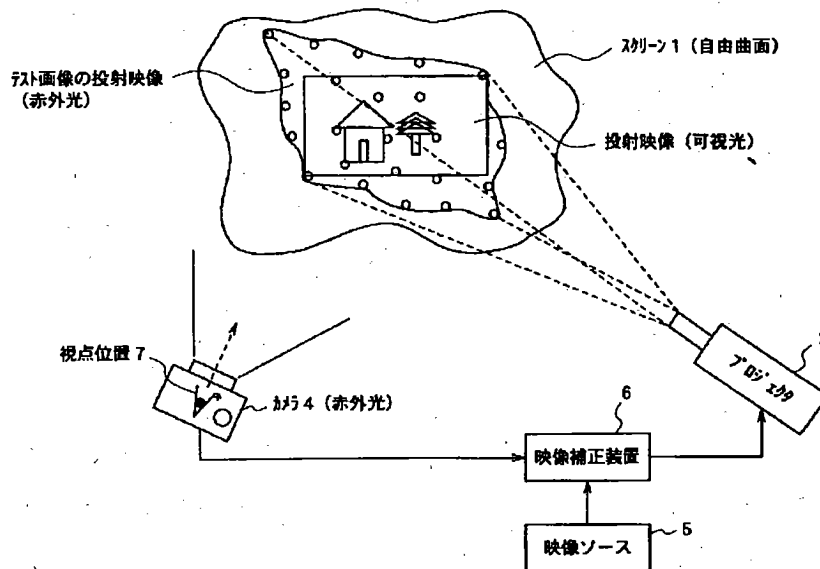 スクリーン1(自由曲面)
テスト画像の投射映像
(赤外光)
投射映像(可視光)
視点位置7
カメラ4(赤外光)
プロジェクタ
6
映像補正装置
5
映像ソース